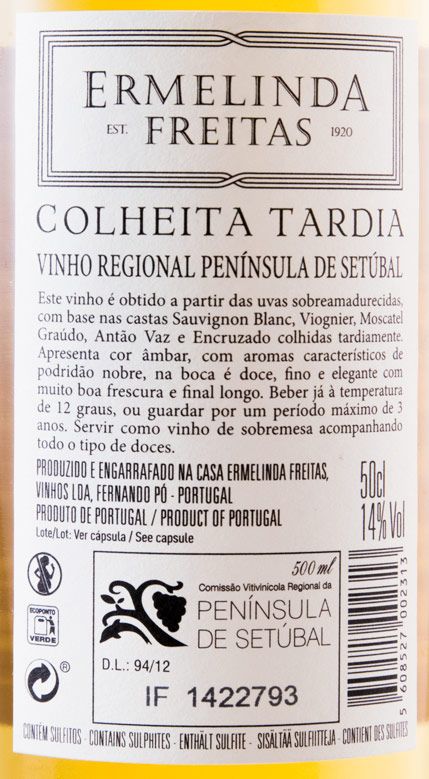 ERMELINDA
EST. FREITAS 1920
COLHEITA TARDIA
VINHO REGIONAL PENÍNSULA DE SETÚBAL
Este vinho é obtido a partir das uvas sobreamadurecidas,
com base nas castas Sauvignon Blanc, Viognier, Moscatel
Graúdo, Antão Vaz e Encruzado colhidas tardiamente.
Apresenta cor âmbar, com aromas característicos de
podridão nobre, na boca é doce, fino e elegante com
muito boa frescura e final longo. Beber já à temperatura
de 12 graus, ou guardar por um período máximo de 3
anos. Servir como vinho de sobremesa acompanhando
todo o tipo de doces.
PRODUZIDO E ENGARRAFADO NA CASA ERMELINDA FREITAS,
VINHOS LDA, FERNANDO PÓ - PORTUGAL
PRODUTO DE PORTUGAL / PRODUCT OF PORTUGAL
Lote/Lot: Ver cápsula / See capsule
50cl
14% Vol
ECOPONTO
VERDE
®
500 ml
Comissão Vitivinícola Regional da
PENÍNSULA
DE SETÚBAL
D.L.: 94/12
IF 1422793
5 608527 002313
CONTÉM SULFITOS - CONTAINS SULPHITES - ENTHÄLT SULFITE - SISÄLTÄÄ SULFIITTEJA - CONTIENT DES SULFITES